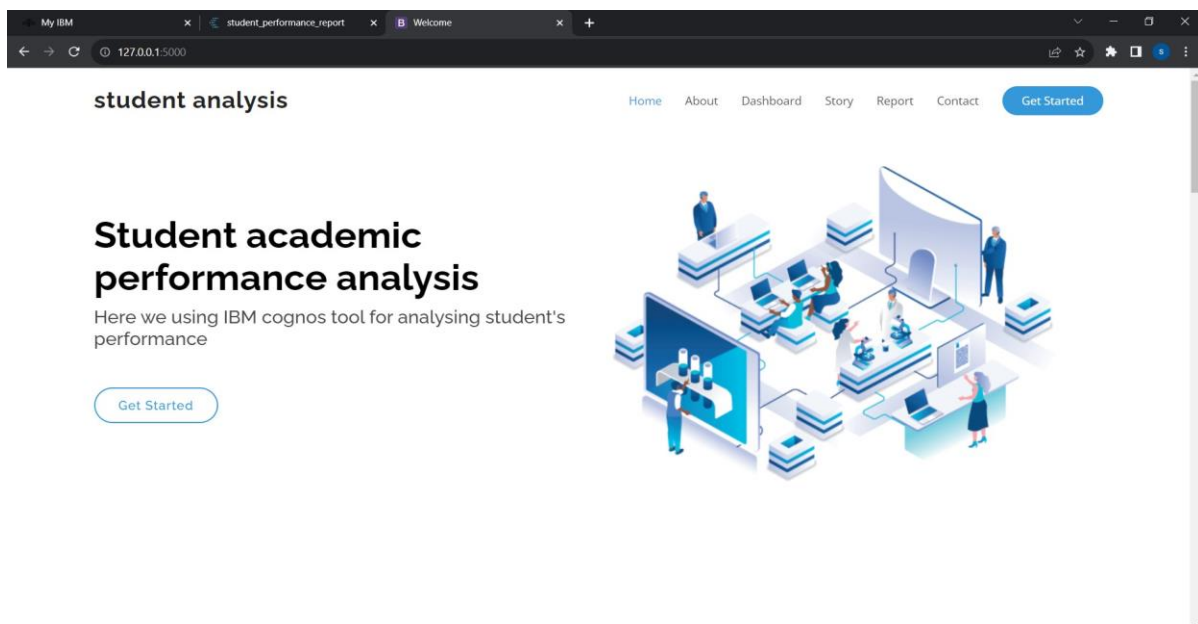 My IBM
student_performance_report
Welcome
127.0.0.1:5000
student analysis
Home About Dashboard Story Report Contact Get Started
Student academic
performance analysis
Here we using IBM cognos tool for analysing student's
performance
Get Started